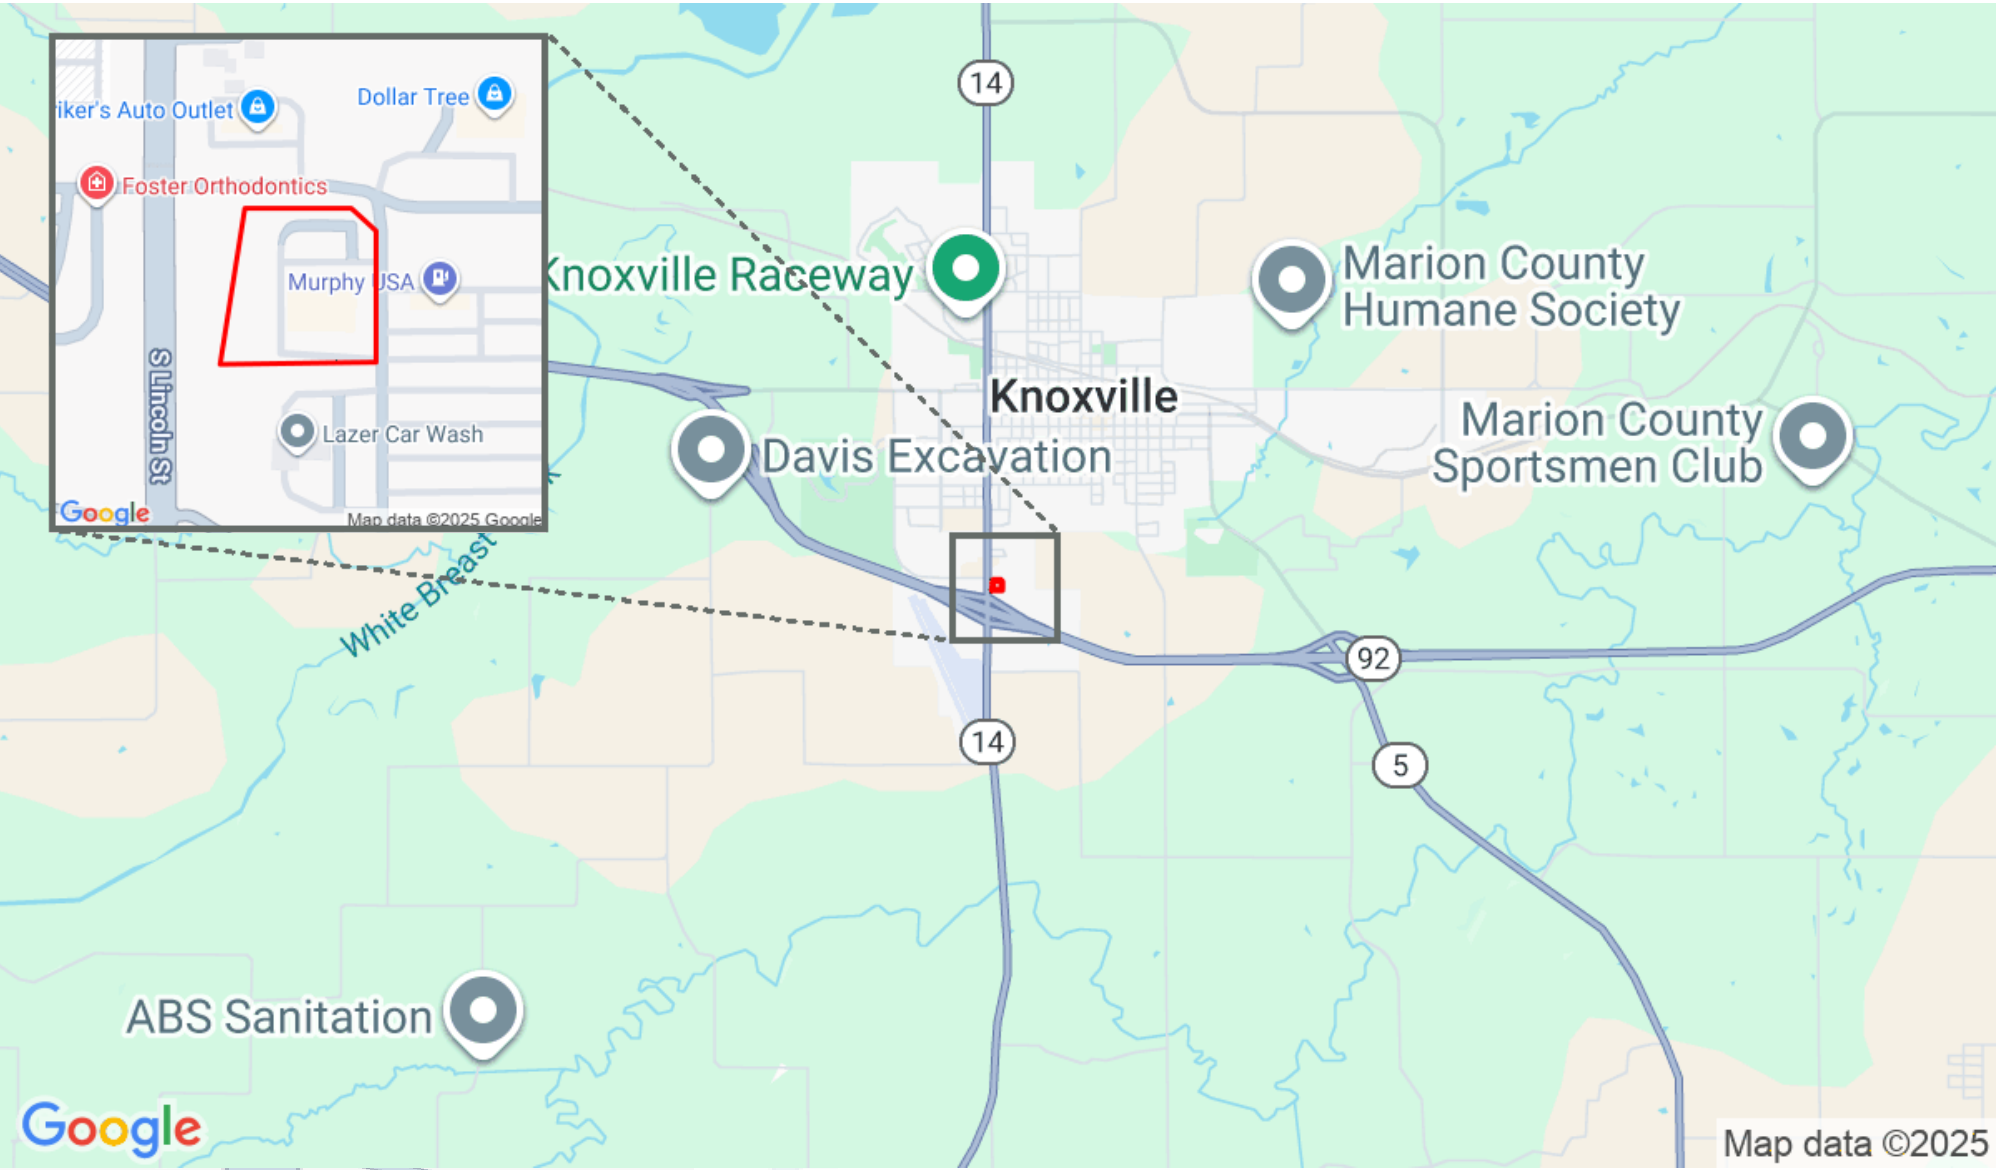 iker's Auto Outlet
Dollar Tree
Foster Orthodontics
Murphy USA
S Lincoln St
Lazer Car Wash
Google
Map data ©2025 Google
14
Knoxville Raceway
Marion County
Humane Society
Knoxville
Marion County
Sportsmen Club
Davis Excavation
White Breast
k
92
14
5
ABS Sanitation
Google
Map data ©2025